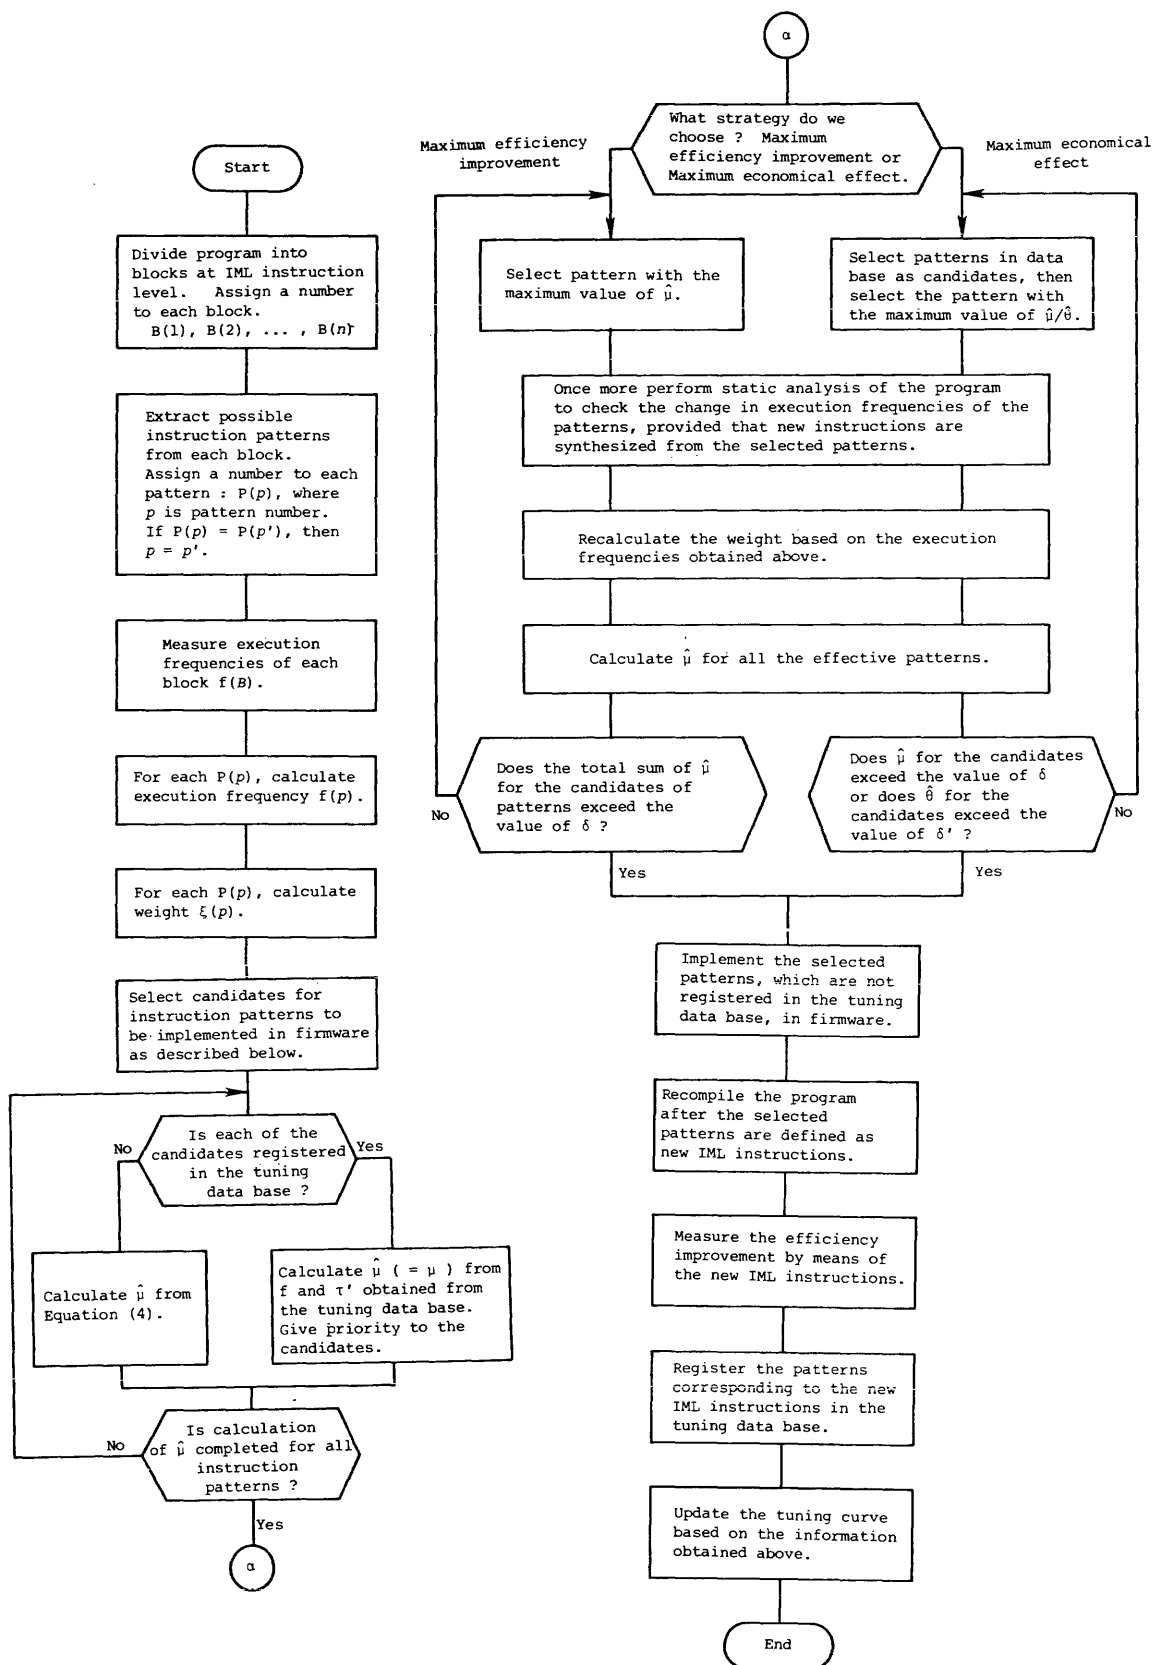 Start
Divide program into
blocks at IML instruction
level. Assign a number
to each block.
B(1), B(2), ... , B(n)
Extract possible
instruction patterns
from each block.
Assign a number to each
pattern : P(p), where
p is pattern number.
If P(p) = P(p'), then
p = p'.
Measure execution
frequencies of each
block f(B).
For each P(p), calculate
execution frequency f(p).
For each P(p), calculate
weight ξ(p).
Select candidates for
instruction patterns to
be implemented in firmware
as described below.
Is each of the
candidates registered
in the tuning
data base ?
No
Yes
Calculate μ̂ from
Equation (4).
Calculate μ̂ ( = μ ) from
f and τ' obtained from
the tuning data base.
Give priority to the
candidates.
Is calculation
of μ̂ completed for all
instruction
patterns ?
No
Yes
α
α
What strategy do we
choose ? Maximum
efficiency improvement or
Maximum economical effect.
Maximum efficiency
improvement
Maximum economical
effect
Select pattern with the
maximum value of μ̂.
Select patterns in data
base as candidates, then
select the pattern with
the maximum value of μ̂/θ̂.
Once more perform static analysis of the program
to check the change in execution frequencies of the
patterns, provided that new instructions are
synthesized from the selected patterns.
Recalculate the weight based on the execution
frequencies obtained above.
Calculate μ̂ for all the effective patterns.
Does the total sum of μ̂
for the candidates of
patterns exceed the
value of δ ?
No
Yes
Does μ̂ for the candidates
exceed the value of δ
or does θ̂ for the
candidates exceed the
value of δ' ?
No
Yes
Implement the selected
patterns, which are not
registered in the tuning
data base, in firmware.
Recompile the program
after the selected
patterns are defined as
new IML instructions.
Measure the efficiency
improvement by means of
the new IML instructions.
Register the patterns
corresponding to the new
IML instructions in the
tuning data base.
Update the tuning curve
based on the information
obtained above.
End